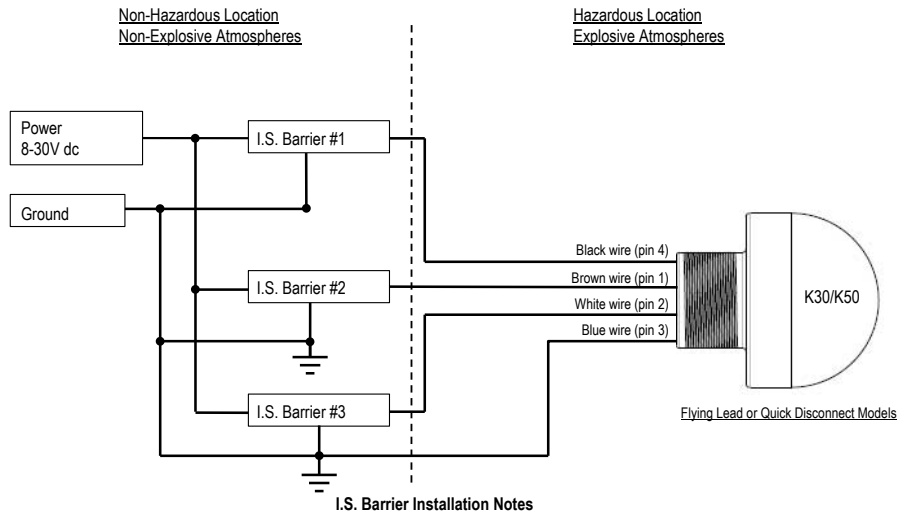 Non-Hazardous Location
Non-Explosive Atmospheres
Hazardous Location
Explosive Atmospheres
Power
8-30V dc
I.S. Barrier #1
Ground
Black wire (pin 4)
I.S. Barrier #2
Brown wire (pin 1)
White wire (pin 2)
Blue wire (pin 3)
K30/K50
I.S. Barrier #3
Flying Lead or Quick Disconnect Models
I.S. Barrier Installation Notes